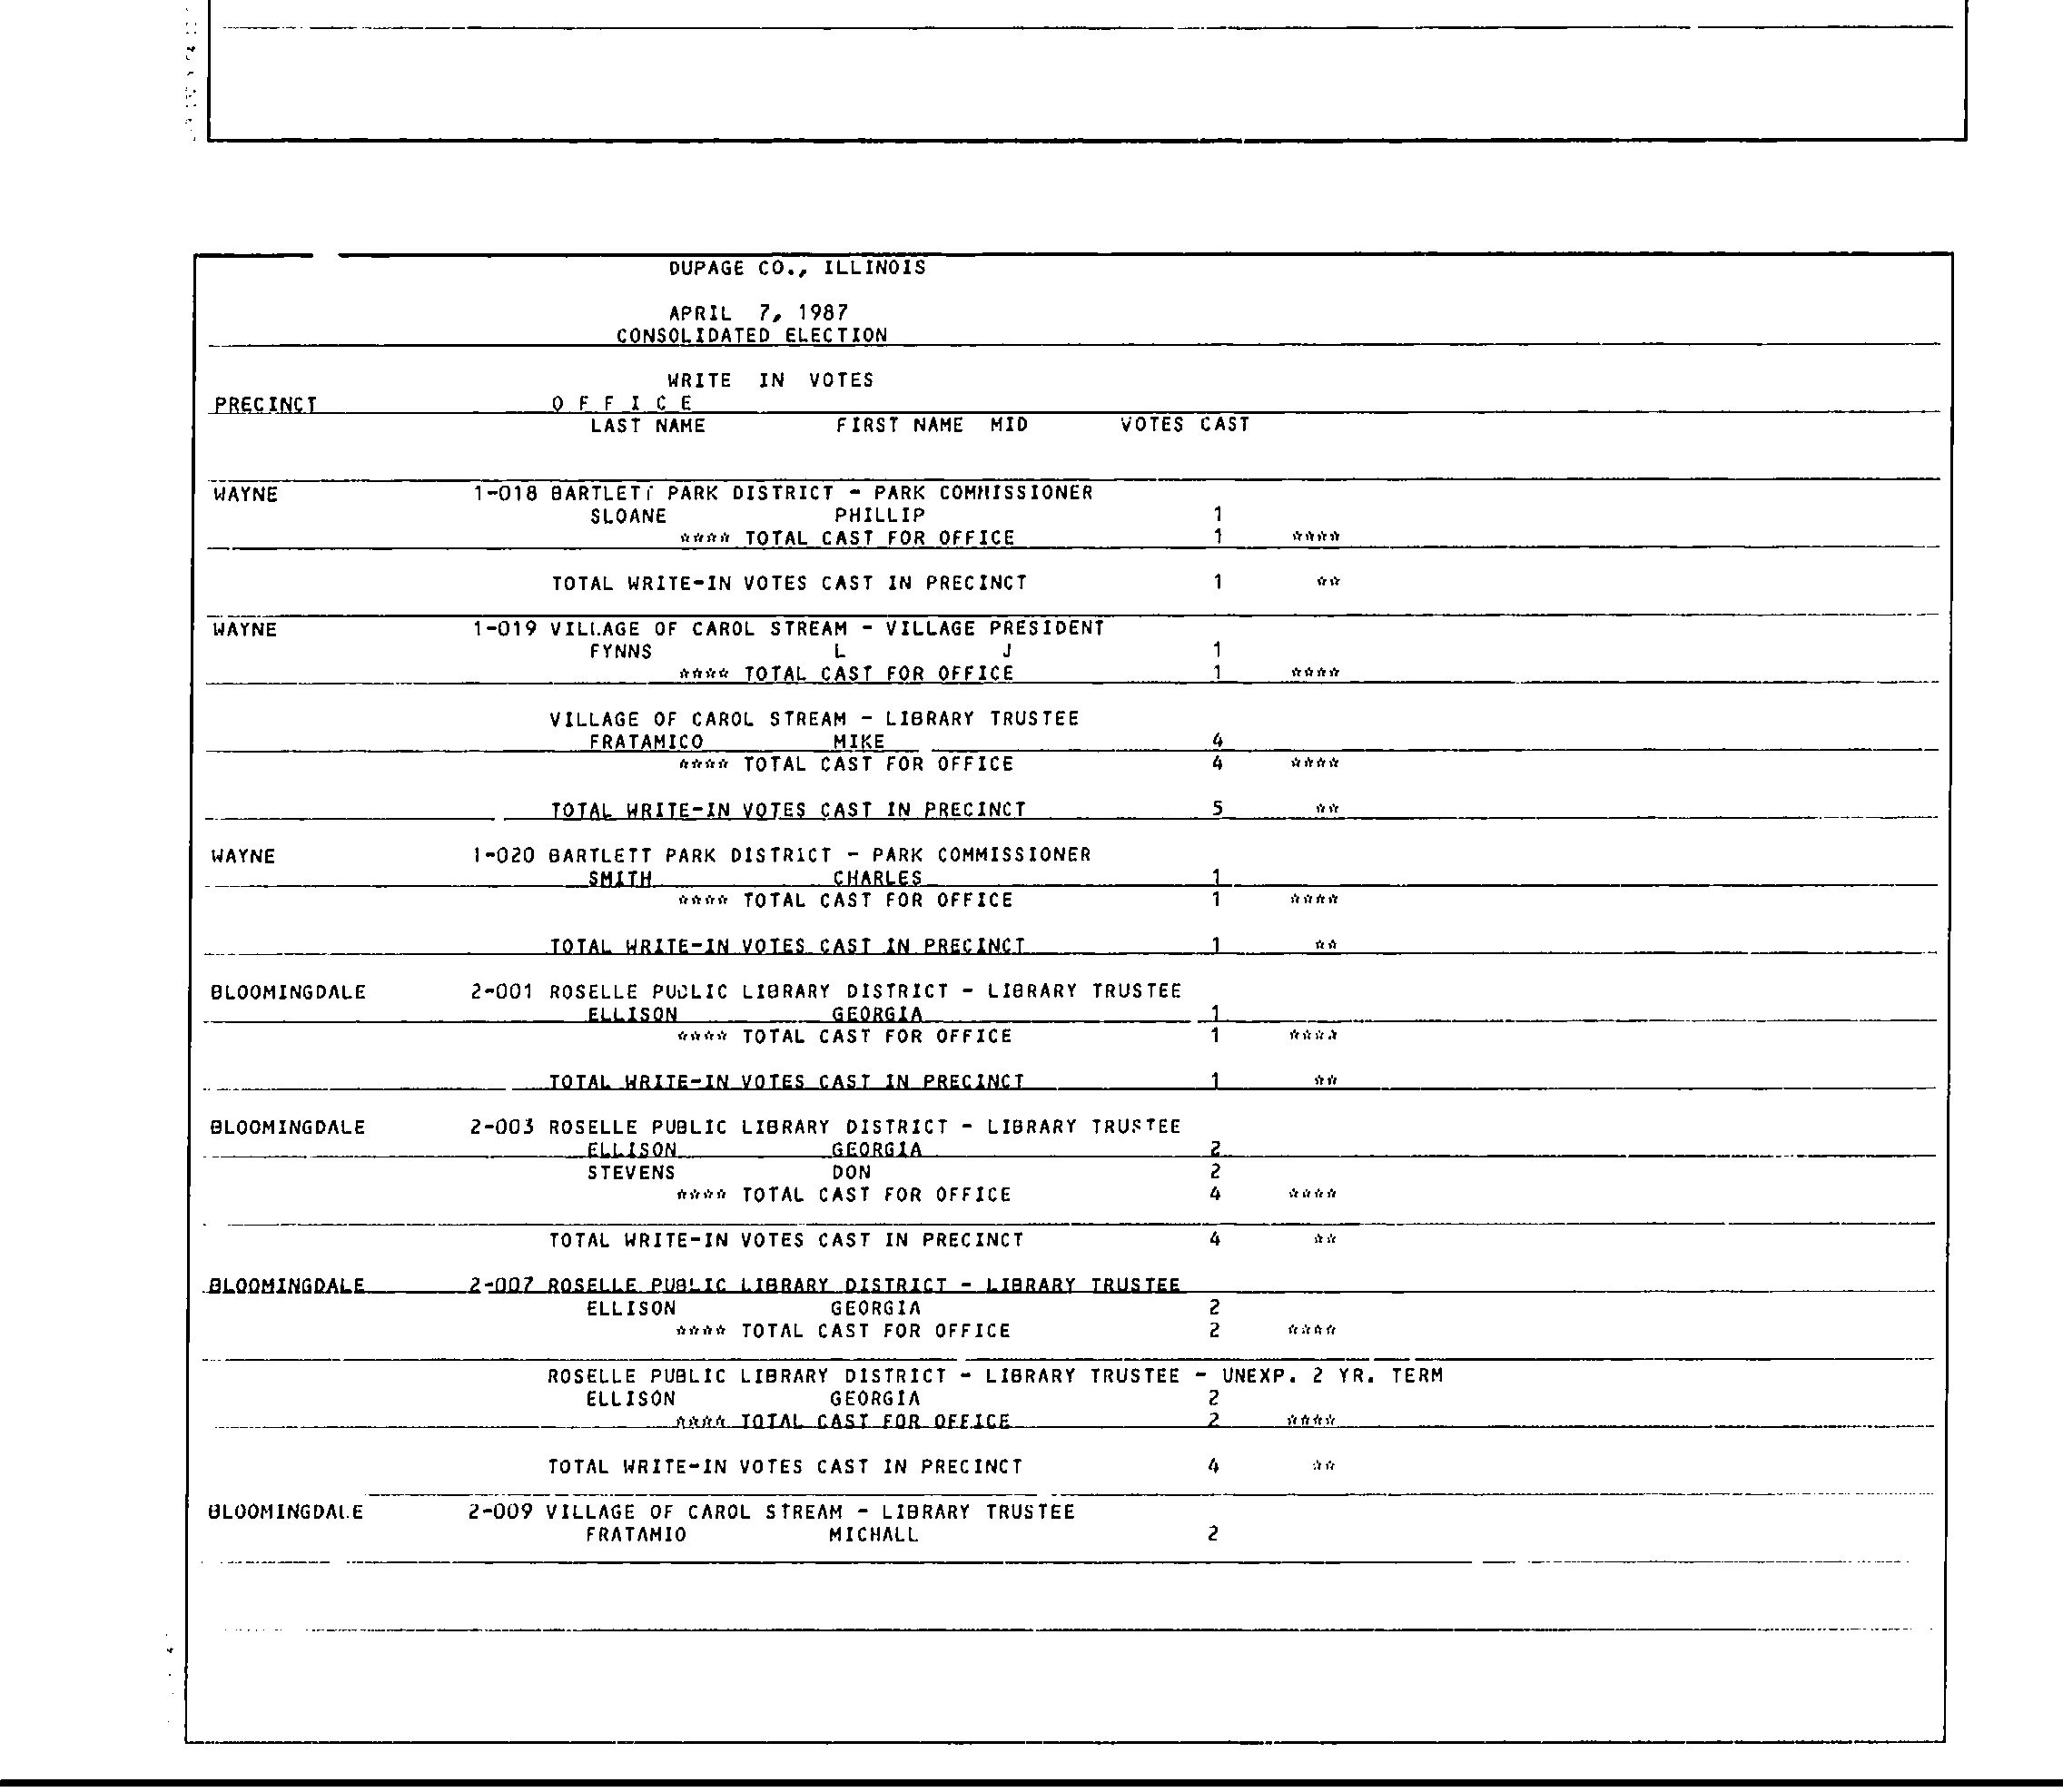 DUPAGE CO., ILLINOIS
APRIL 7, 1987
CONSOLIDATED ELECTION
WRITE IN VOTES
PRECINCT O F F I C E
LAST NAME FIRST NAME MID VOTES CAST
WAYNE 1-018 BARTLETT PARK DISTRICT - PARK COMMISSIONER
SLOANE PHILLIP 1
**** TOTAL CAST FOR OFFICE 1 ****
TOTAL WRITE-IN VOTES CAST IN PRECINCT 1 **
WAYNE 1-019 VILLAGE OF CAROL STREAM - VILLAGE PRESIDENT
FYNNS L J 1
**** TOTAL CAST FOR OFFICE 1 ****
VILLAGE OF CAROL STREAM - LIBRARY TRUSTEE
FRATAMICO MIKE 4
**** TOTAL CAST FOR OFFICE 4 ****
TOTAL WRITE-IN VOTES CAST IN PRECINCT 5 **
WAYNE 1-020 BARTLETT PARK DISTRICT - PARK COMMISSIONER
SMITH CHARLES 1
**** TOTAL CAST FOR OFFICE 1 ****
TOTAL WRITE-IN VOTES CAST IN PRECINCT 1 **
BLOOMINGDALE 2-001 ROSELLE PUBLIC LIBRARY DISTRICT - LIBRARY TRUSTEE
ELLISON GEORGIA 1
**** TOTAL CAST FOR OFFICE 1 ****
TOTAL WRITE-IN VOTES CAST IN PRECINCT 1 **
BLOOMINGDALE 2-003 ROSELLE PUBLIC LIBRARY DISTRICT - LIBRARY TRUSTEE
ELLISON GEORGIA 2
STEVENS DON 2
**** TOTAL CAST FOR OFFICE 4 ****
TOTAL WRITE-IN VOTES CAST IN PRECINCT 4 **
BLOOMINGDALE 2-007 ROSELLE PUBLIC LIBRARY DISTRICT - LIBRARY TRUSTEE
ELLISON GEORGIA 2
**** TOTAL CAST FOR OFFICE 2 ****
ROSELLE PUBLIC LIBRARY DISTRICT - LIBRARY TRUSTEE - UNEXP. 2 YR. TERM
ELLISON GEORGIA 2
**** TOTAL CAST FOR OFFICE 2 ****
TOTAL WRITE-IN VOTES CAST IN PRECINCT 4 **
BLOOMINGDALE 2-009 VILLAGE OF CAROL STREAM - LIBRARY TRUSTEE
FRATAMIO MICHALL 2